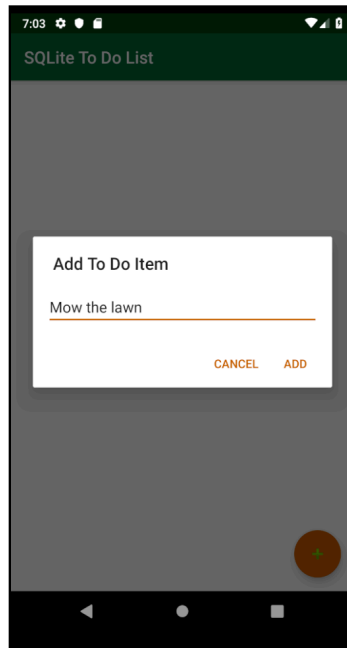 7:03
SQLite To Do List
Add To Do Item
Mow the lawn
CANCEL ADD
+